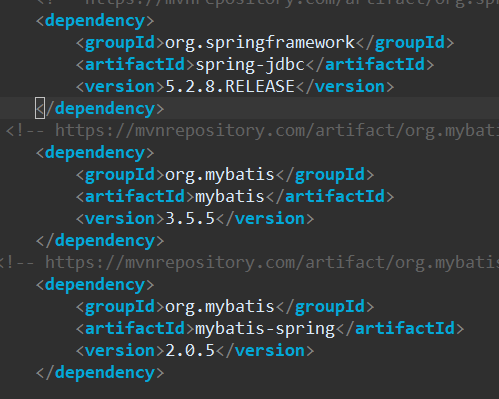 <!-- https://mvnrepository.com/artifact/org.sp
<dependency>
<groupId>org.springframework</groupId>
<artifactId>spring-jdbc</artifactId>
<version>5.2.8.RELEASE</version>
</dependency>
<!-- https://mvnrepository.com/artifact/org.mybati
<dependency>
<groupId>org.mybatis</groupId>
<artifactId>mybatis</artifactId>
<version>3.5.5</version>
</dependency>
<!-- https://mvnrepository.com/artifact/org.mybatis
<dependency>
<groupId>org.mybatis</groupId>
<artifactId>mybatis-spring</artifactId>
<version>2.0.5</version>
</dependency>